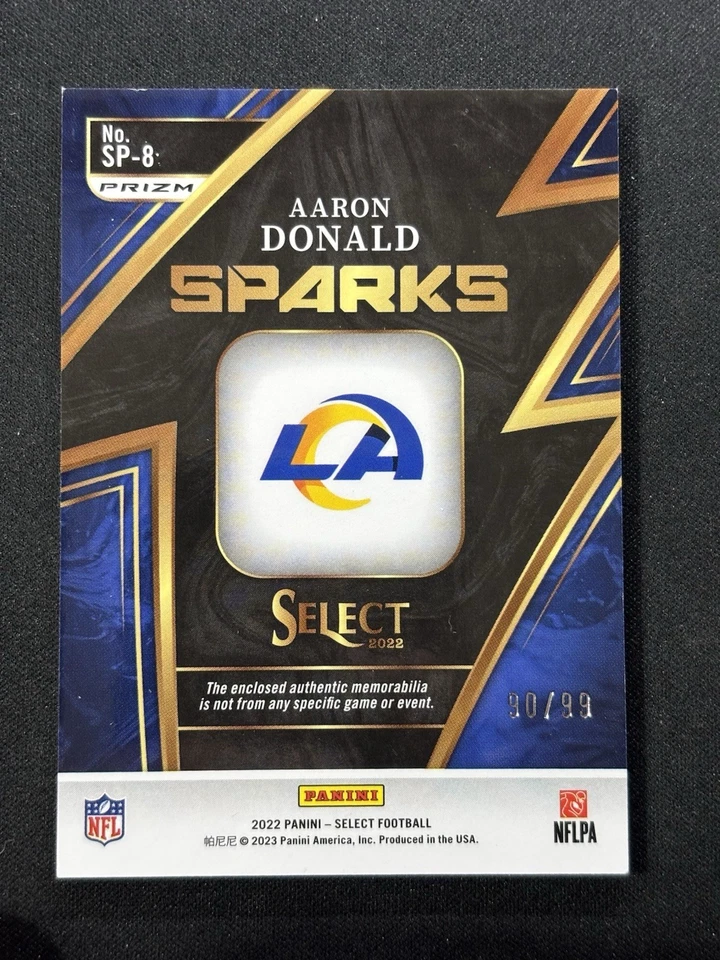 No.
SP-8
PRIZM
AARON
DONALD
SPARKS
LA
SELECT
2022
The enclosed authentic memorabilia
is not from any specific game or event.
90/99
PANINI
NFL
2022 PANINI – SELECT FOOTBALL
帕尼尼 © 2023 Panini America, Inc. Produced in the USA.
NFLPA